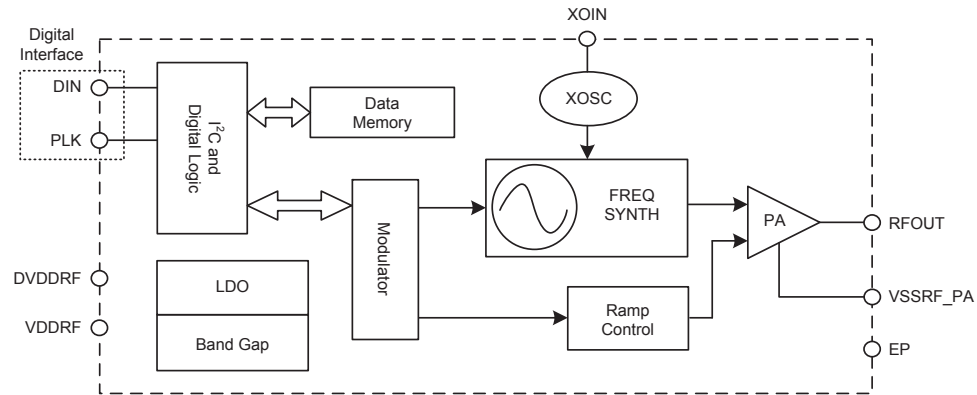 XOIN
Digital
Interface
DIN
PLK
I²C and
Digital Logic
Data
Memory
XOSC
FREQ
SYNTH
PA
RFOUT
Modulator
DVDDRF
VDDRF
LDO
Band Gap
Ramp
Control
VSSRF_PA
EP